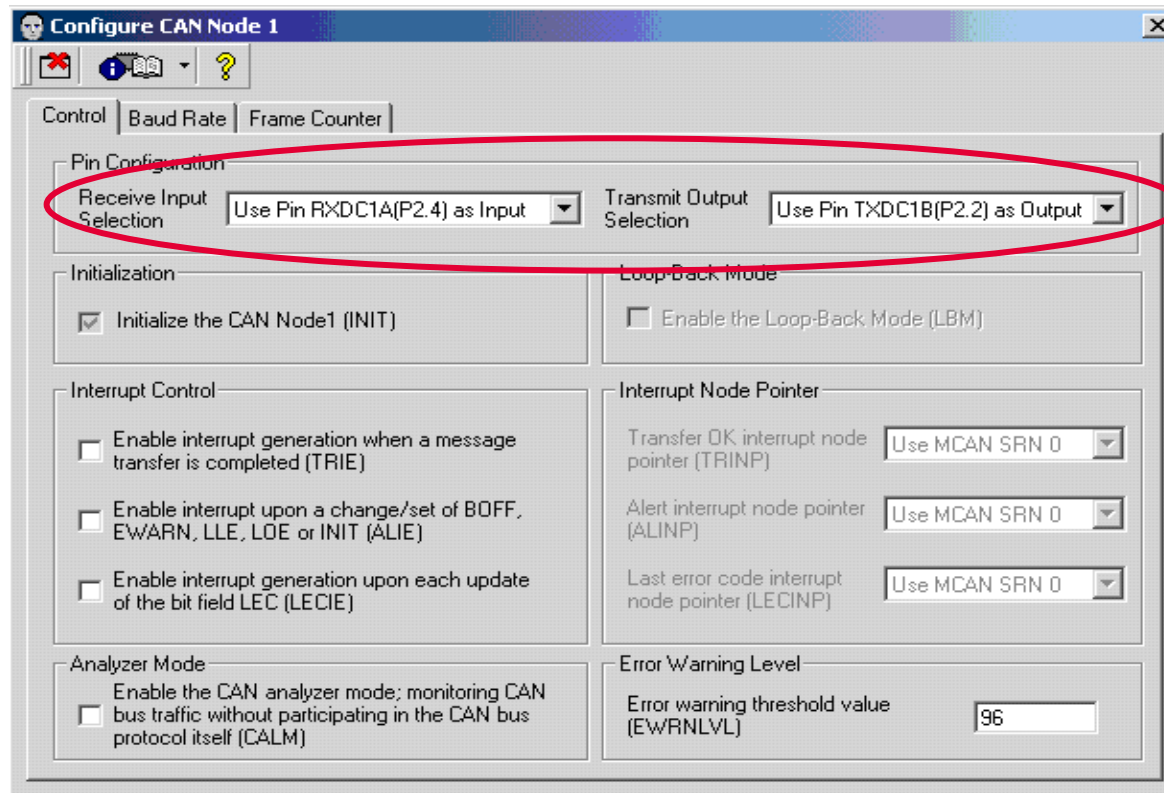 Configure CAN Node 1
Control
Baud Rate
Frame Counter
Pin Configuration
Receive Input
Selection
Use Pin RXDC1A(P2.4) as Input
Transmit Output
Selection
Use Pin TXDC1B(P2.2) as Output
Initialization
Initialize the CAN Node1 (INIT)
Loop-Back Mode
Enable the Loop-Back Mode (LBM)
Interrupt Control
Enable interrupt generation when a message
transfer is completed (TRIE)
Enable interrupt upon a change/set of BOFF,
EWARN, LLE, LOE or INIT (ALIE)
Enable interrupt generation upon each update
of the bit field LEC (LECIE)
Interrupt Node Pointer
Transfer OK interrupt node
pointer (TRINP)
Use MCAN SRN 0
Alert interrupt node pointer
(ALINP)
Use MCAN SRN 0
Last error code interrupt
node pointer (LECINP)
Use MCAN SRN 0
Analyzer Mode
Enable the CAN analyzer mode; monitoring CAN
bus traffic without participating in the CAN bus
protocol itself (CALM)
Error Warning Level
Error warning threshold value
(EWRNLVL)
96